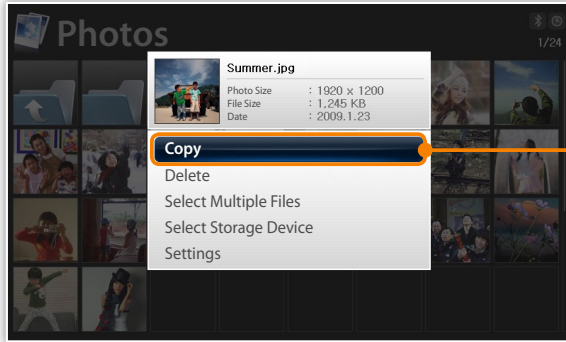 Photos
1/24
Summer.jpg
Photo Size : 1920 x 1200
File Size : 1,245 KB
Date : 2009.1.23
Copy
Delete
Select Multiple Files
Select Storage Device
Settings